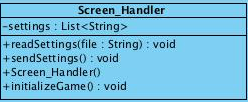 Screen_Handler
-settings : List<String>
+readSettings(file : String) : void
+sendSettings() : void
+Screen_Handler()
+initializeGame() : void